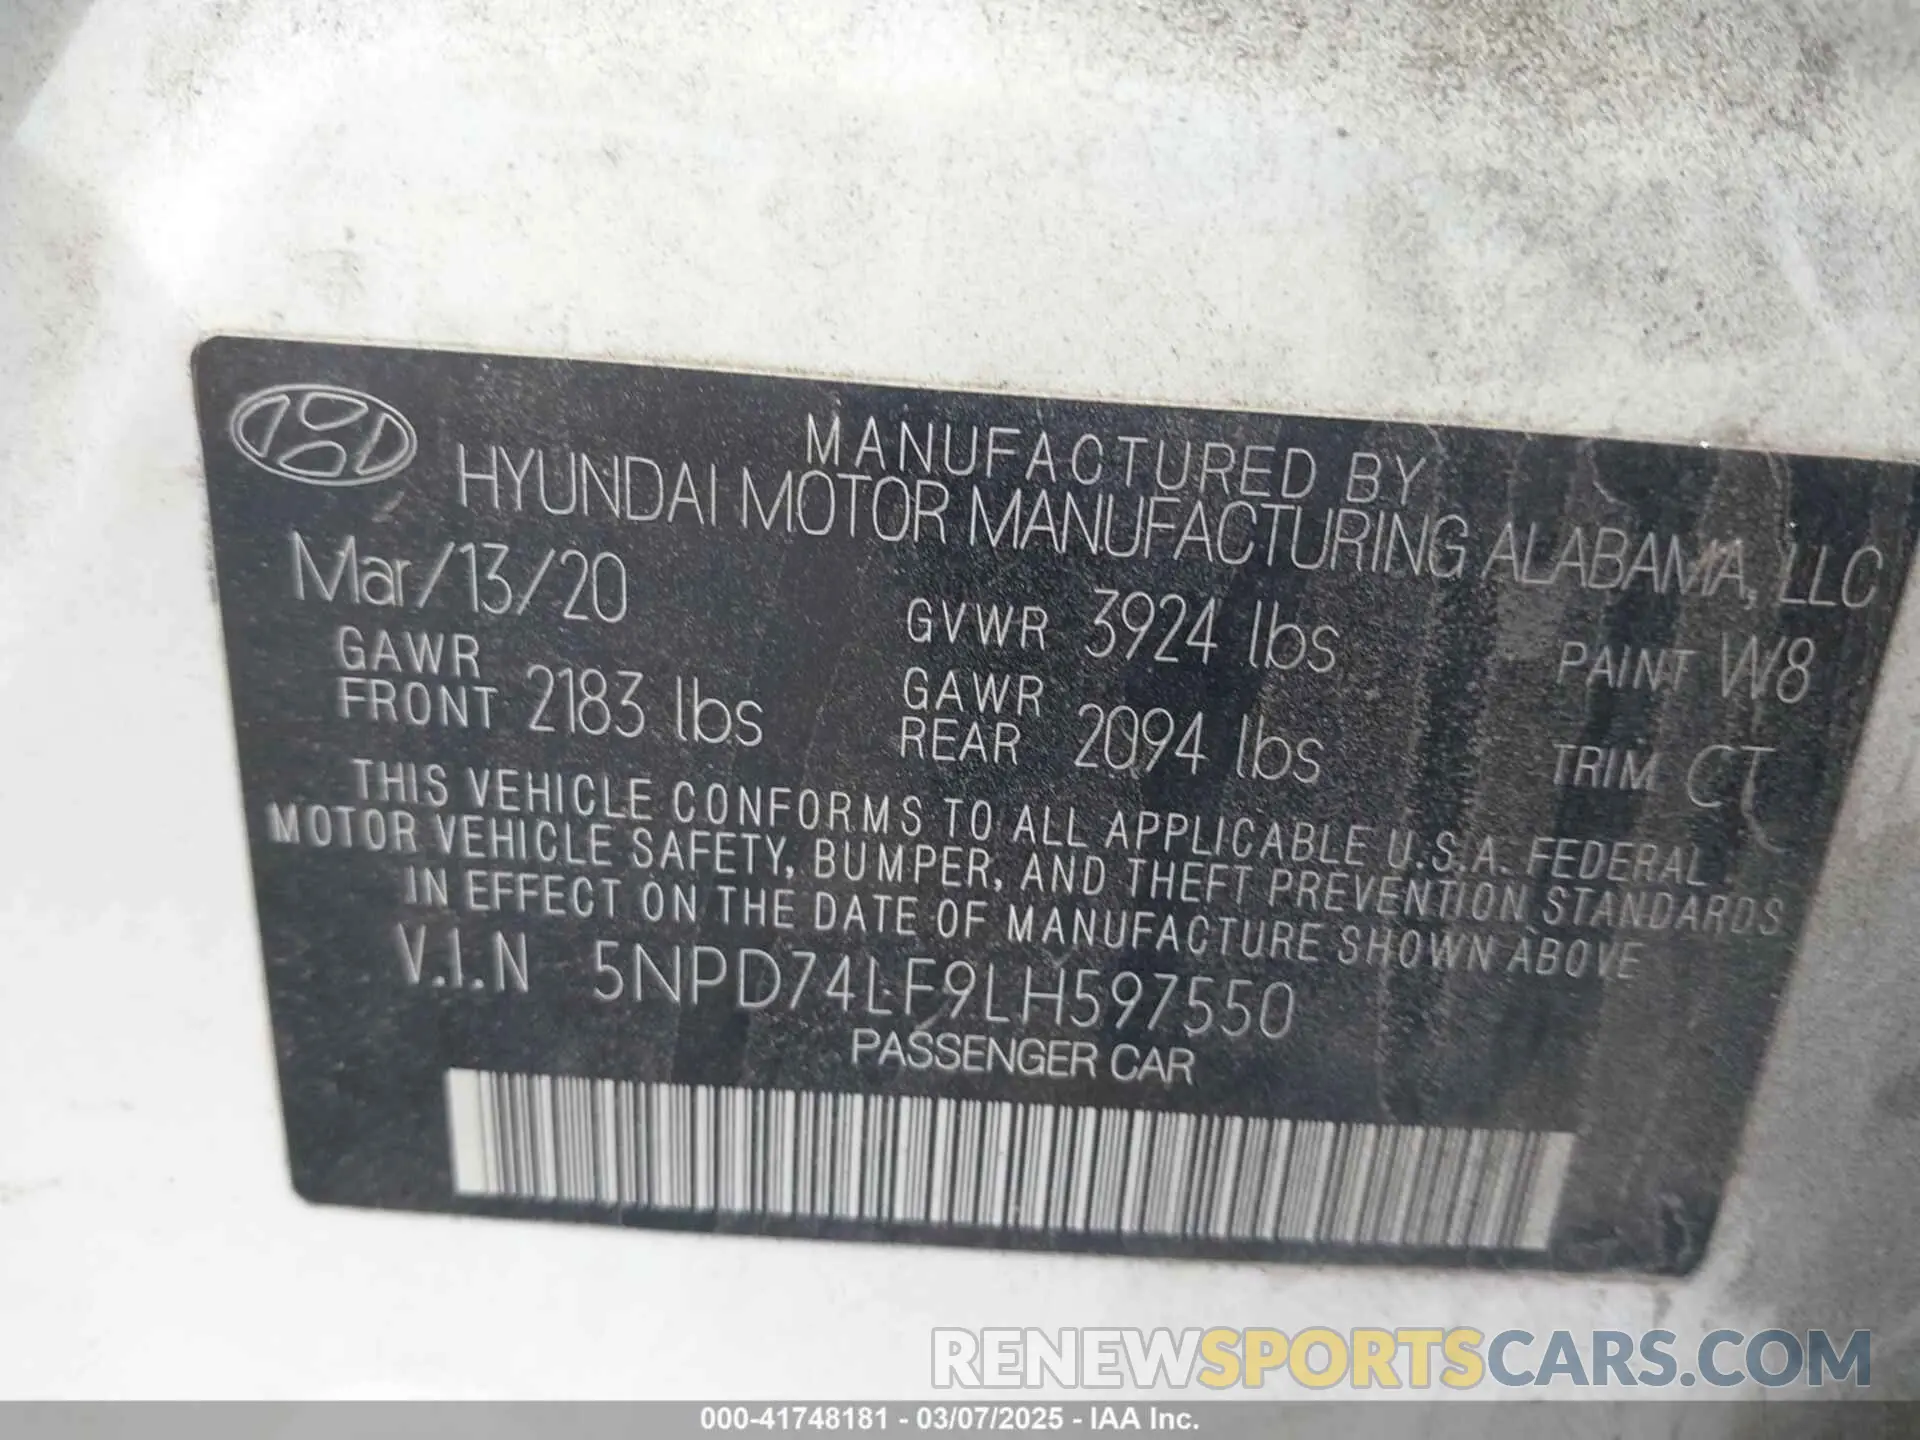 MANUFACTURED BY
HYUNDAI MOTOR MANUFACTURING ALABAMA, LLC
Mar/13/20 GVWR 3924 lbs PAINT W8
GAWR FRONT 2183 lbs GAWR REAR 2094 lbs TRIM CT
THIS VEHICLE CONFORMS TO ALL APPLICABLE U.S.A. FEDERAL
MOTOR VEHICLE SAFETY, BUMPER, AND THEFT PREVENTION STANDARDS
IN EFFECT ON THE DATE OF MANUFACTURE SHOWN ABOVE
V.I.N 5NPD74LF9LH597550
PASSENGER CAR
RENEWSPORTSCARS.COM
000-41748181 - 03/07/2025 - IAA Inc.